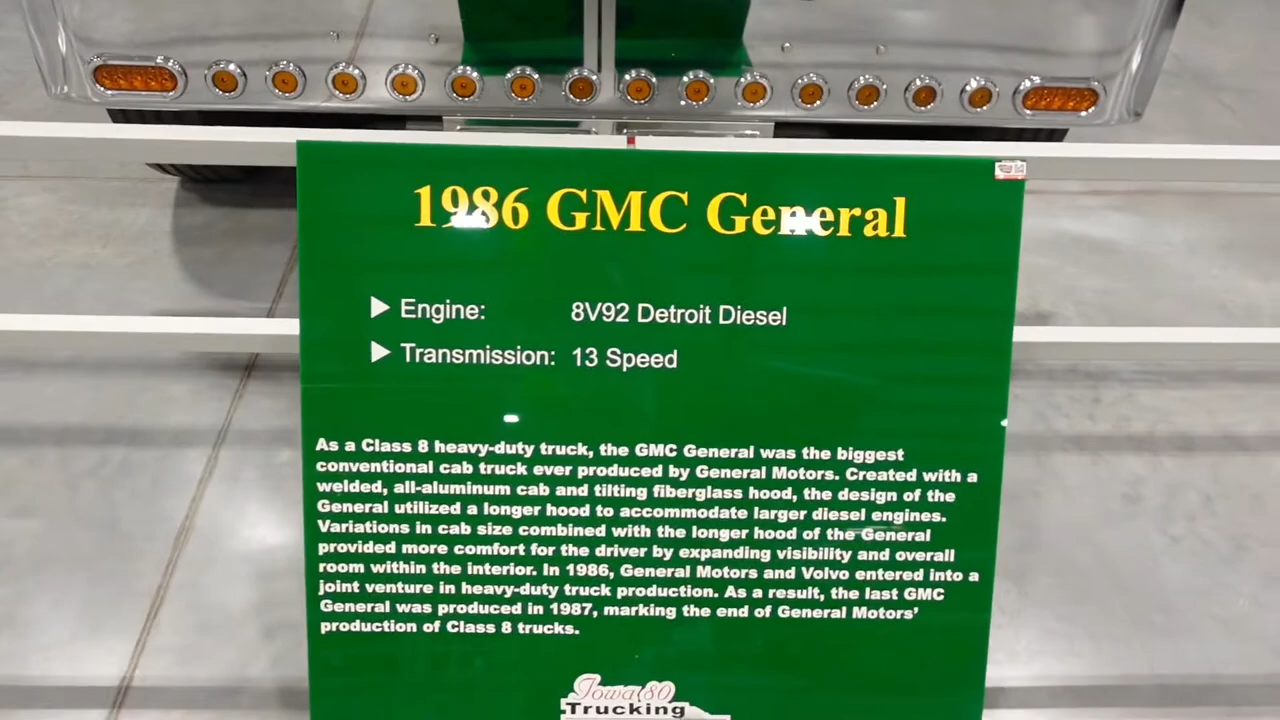 1986 GMC General
Engine: 8V92 Detroit Diesel
Transmission: 13 Speed
As a Class 8 heavy-duty truck, the GMC General was the biggest
conventional cab truck ever produced by General Motors. Created with a
welded, all-aluminum cab and tilting fiberglass hood, the design of the
General utilized a longer hood to accommodate larger diesel engines.
Variations in cab size combined with the longer hood of the General
provided more comfort for the driver by expanding visibility and overall
room within the interior. In 1986, General Motors and Volvo entered into a
joint venture in heavy-duty truck production. As a result, the last GMC
General was produced in 1987, marking the end of General Motors’
production of Class 8 trucks.
Iowa 80
Trucking